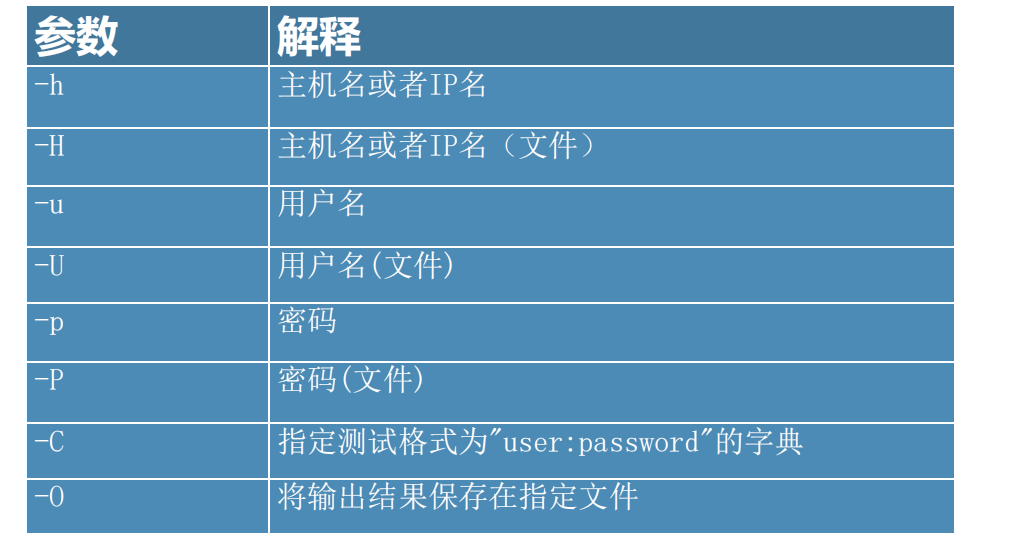 参数 解释
-h 主机名或者IP名
-H 主机名或者IP名（文件）
-u 用户名
-U 用户名(文件)
-p 密码
-P 密码(文件)
-C 指定测试格式为"user:password"的字典
-O 将输出结果保存在指定文件